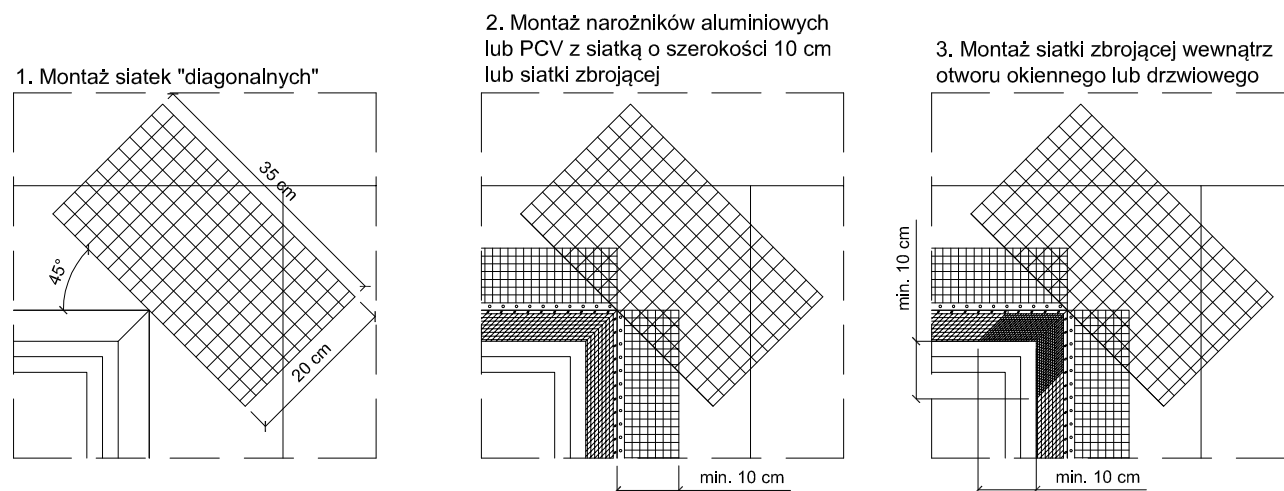 1. Montaż siatek "diagonalnych"
35 cm
45°
20 cm
2. Montaż narożników aluminiowych
lub PCV z siatką o szerokości 10 cm
lub siatki zbrojącej
min. 10 cm
3. Montaż siatki zbrojącej wewnątrz
otworu okiennego lub drzwiowego
min. 10 cm
min. 10 cm